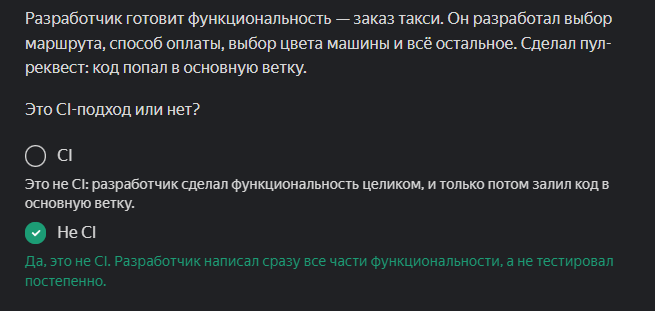 Разработчик готовит функциональность — заказ такси. Он разработал выбор
маршрута, способ оплаты, выбор цвета машины и всё остальное. Сделал пул-
реквест: код попал в основную ветку.
Это CI-подход или нет?
CI
Это не CI: разработчик сделал функциональность целиком, и только потом залил код в
основную ветку.
Не CI
Да, это не CI. Разработчик написал сразу все части функциональности, а не тестировал
постепенно.